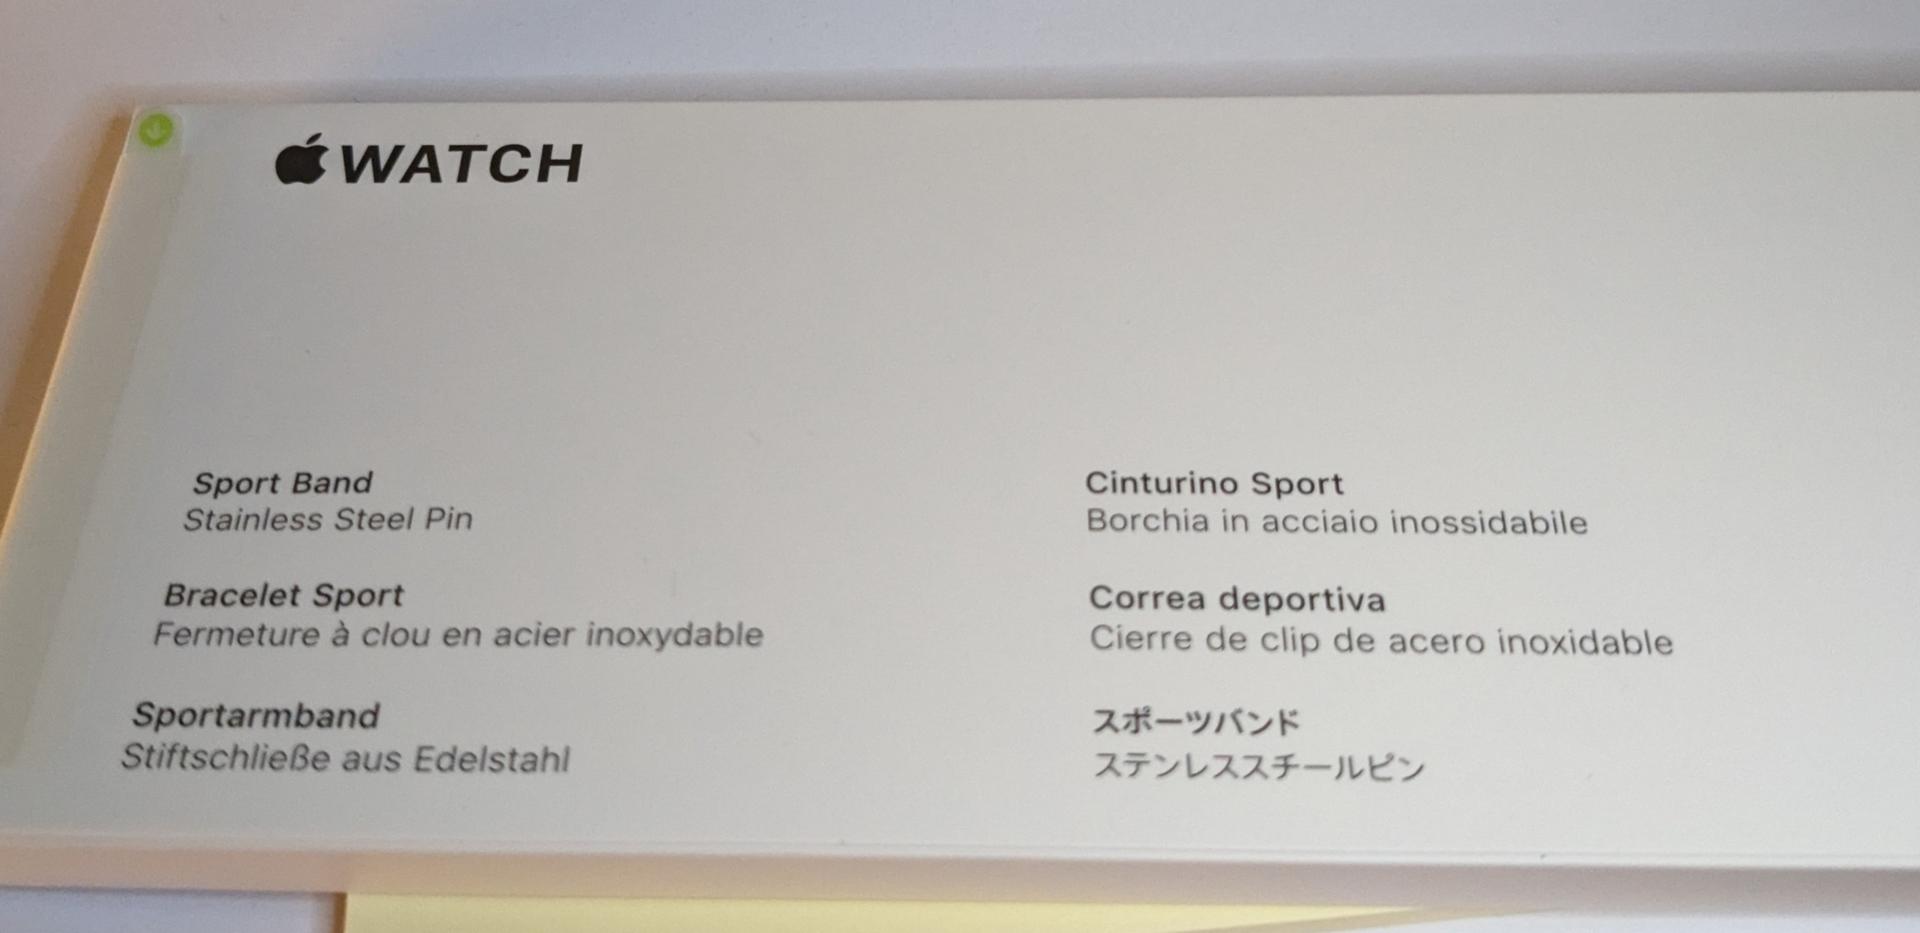 WATCH
Sport Band
Stainless Steel Pin
Bracelet Sport
Fermeture à clou en acier inoxydable
Sportarmband
Stiftschließe aus Edelstahl
Cinturino Sport
Borchia in acciaio inossidabile
Correa deportiva
Cierre de clip de acero inoxidable
スポーツバンド
ステンレススチールピン